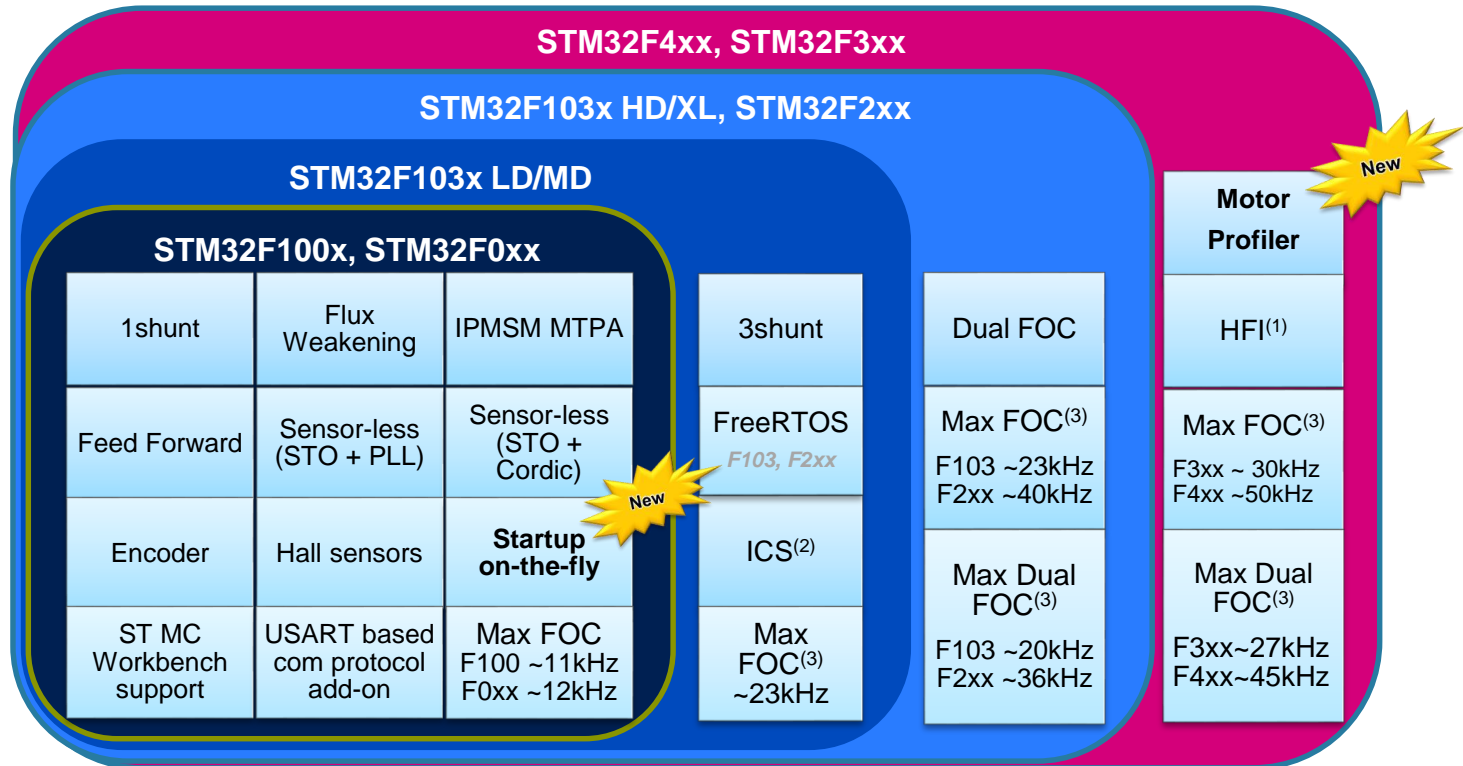 STM32F4xx, STM32F3xx
STM32F103x HD/XL, STM32F2xx
STM32F103x LD/MD
STM32F100x, STM32F0xx
1shunt
Flux
Weakening
IPMSM MTPA
Feed Forward
Sensor-less
(STO + PLL)
Sensor-less
(STO +
Cordic)
Encoder
Hall sensors
Startup
on-the-fly
New
ST MC
Workbench
support
USART based
com protocol
add-on
Max FOC
F100 ~11kHz
F0xx ~12kHz
3shunt
FreeRTOS
F103, F2xx
ICS(2)
Max
FOC(3)
~23kHz
Dual FOC
Max FOC(3)
F103 ~23kHz
F2xx ~40kHz
Max Dual
FOC(3)
F103 ~20kHz
F2xx ~36kHz
New
Motor
Profiler
HFI(1)
Max FOC(3)
F3xx ~ 30kHz
F4xx ~50kHz
Max Dual
FOC(3)
F3xx~27kHz
F4xx~45kHz